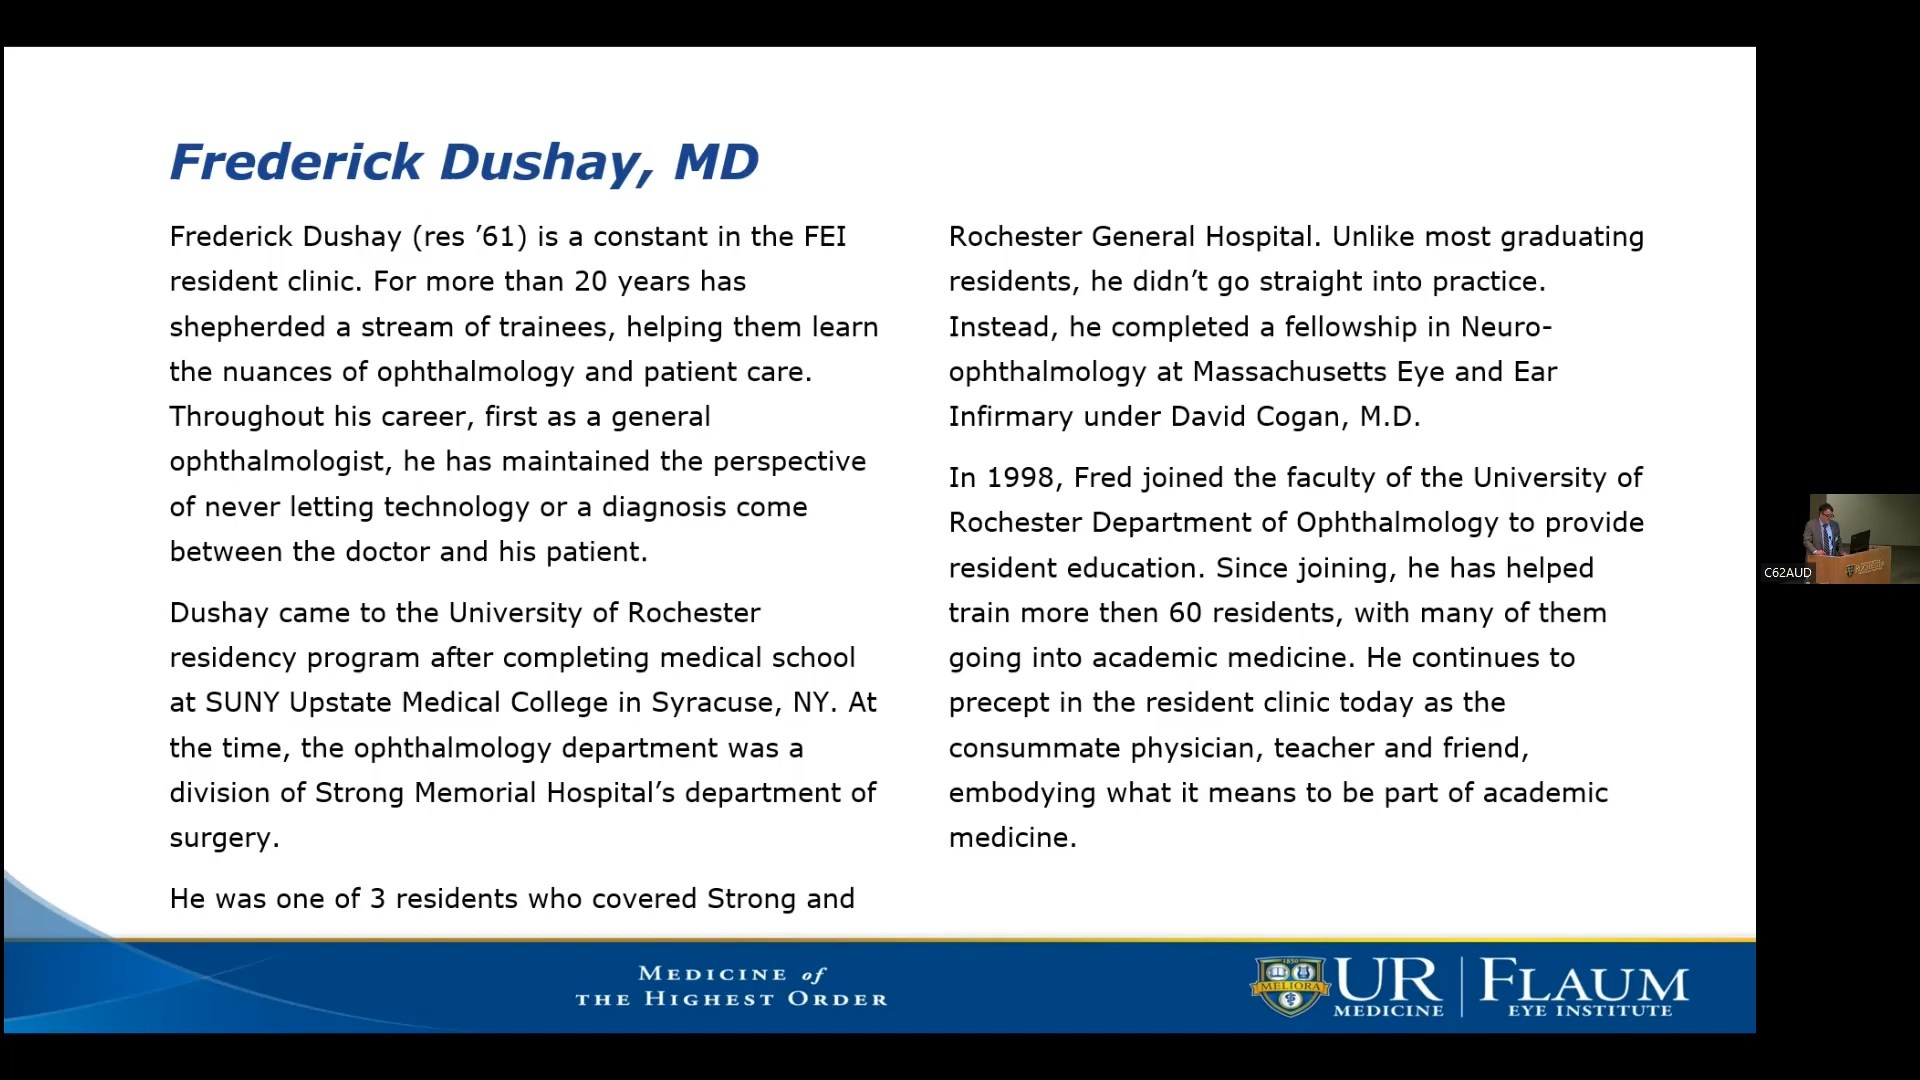 Frederick Dushay, MD
Frederick Dushay (res ’61) is a constant in the FEI
resident clinic. For more than 20 years has
shepherded a stream of trainees, helping them learn
the nuances of ophthalmology and patient care.
Throughout his career, first as a general
ophthalmologist, he has maintained the perspective
of never letting technology or a diagnosis come
between the doctor and his patient.
Dushay came to the University of Rochester
residency program after completing medical school
at SUNY Upstate Medical College in Syracuse, NY. At
the time, the ophthalmology department was a
division of Strong Memorial Hospital’s department of
surgery.
He was one of 3 residents who covered Strong and
Rochester General Hospital. Unlike most graduating
residents, he didn’t go straight into practice.
Instead, he completed a fellowship in Neuro-
ophthalmology at Massachusetts Eye and Ear
Infirmary under David Cogan, M.D.
In 1998, Fred joined the faculty of the University of
Rochester Department of Ophthalmology to provide
resident education. Since joining, he has helped
train more then 60 residents, with many of them
going into academic medicine. He continues to
precept in the resident clinic today as the
consummate physician, teacher and friend,
embodying what it means to be part of academic
medicine.
C62AUD
MEDICINE of
THE HIGHEST ORDER
1850
MELIORA
UR
MEDICINE
FLAUM
EYE INSTITUTE